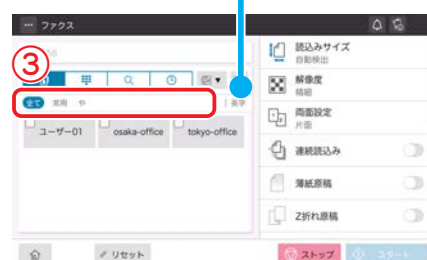 ファクス
③
全て 常用 や 英字
ユーザー01 osaka-office tokyo-office
読込みサイズ
自動検出
解像度
精細
両面設定
片面
連続読込み
薄紙原稿
Z折れ原稿
リセット
ストップ
スタート